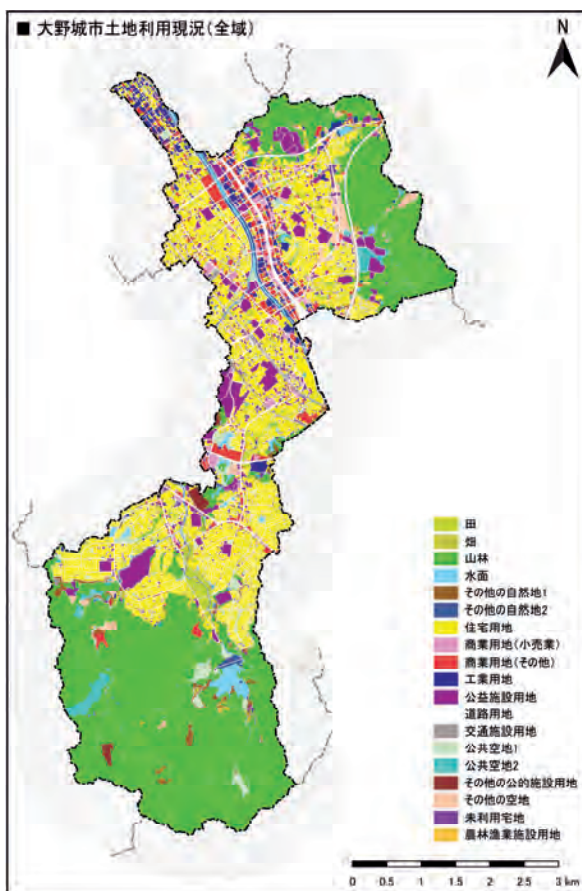 ■ 大野城市土地利用現況(全域)
N
田
畑
山林
水面
その他の自然地1
その他の自然地2
住宅用地
商業用地(小売業)
商業用地(その他)
工業用地
公益施設用地
道路用地
交通施設用地
公共空地1
公共空地2
その他の公的施設用地
その他の空地
未利用宅地
農林漁業施設用地
0 0.5 1 1.5 2 2.5 3 km